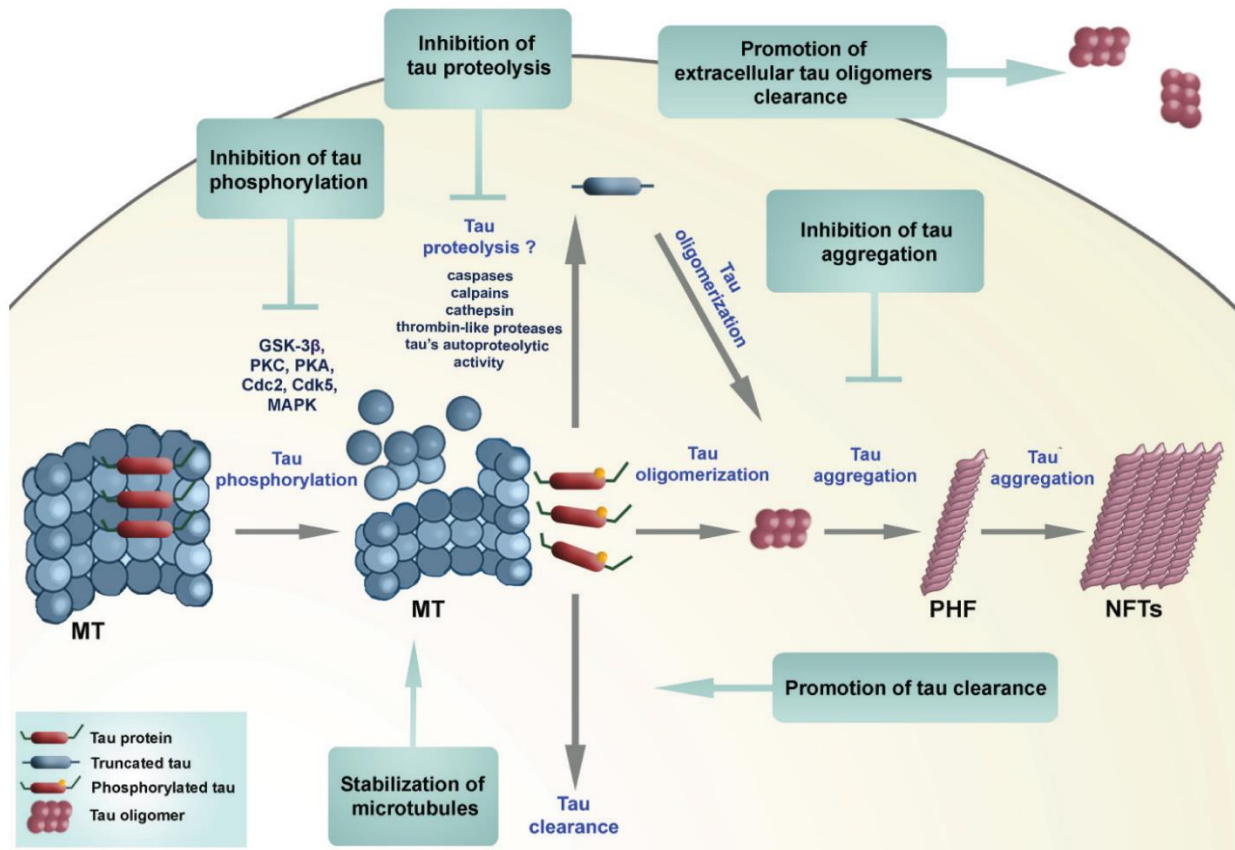 Inhibition of
tau proteolysis
Promotion of
extracellular tau oligomers
clearance
Inhibition of tau
phosphorylation
Tau
proteolysis ?
caspases
calpains
cathepsin
thrombin-like proteases
tau's autoproteolytic
activity
Tau
oligomerization
Inhibition of tau
aggregation
GSK-3β,
PKC, PKA,
Cdc2, Cdk5,
MAPK
Tau
phosphorylation
Tau
oligomerization
Tau
aggregation
Tau
aggregation
MT
MT
PHF
NFTs
Promotion of tau clearance
Stabilization of
microtubules
Tau
clearance
Tau protein
Truncated tau
Phosphorylated tau
Tau oligomer